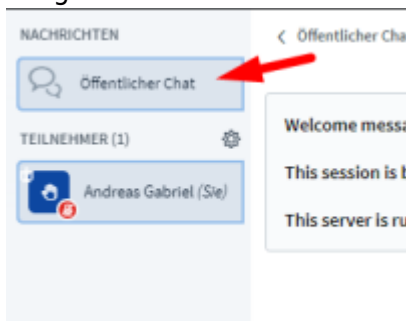 NACHRICHTEN
Öffentlicher Chat
TEILNEHMER (1)
Andreas Gabriel (Sie)
Öffentlicher Cha
Welcome messa
This session is b
This server is ru